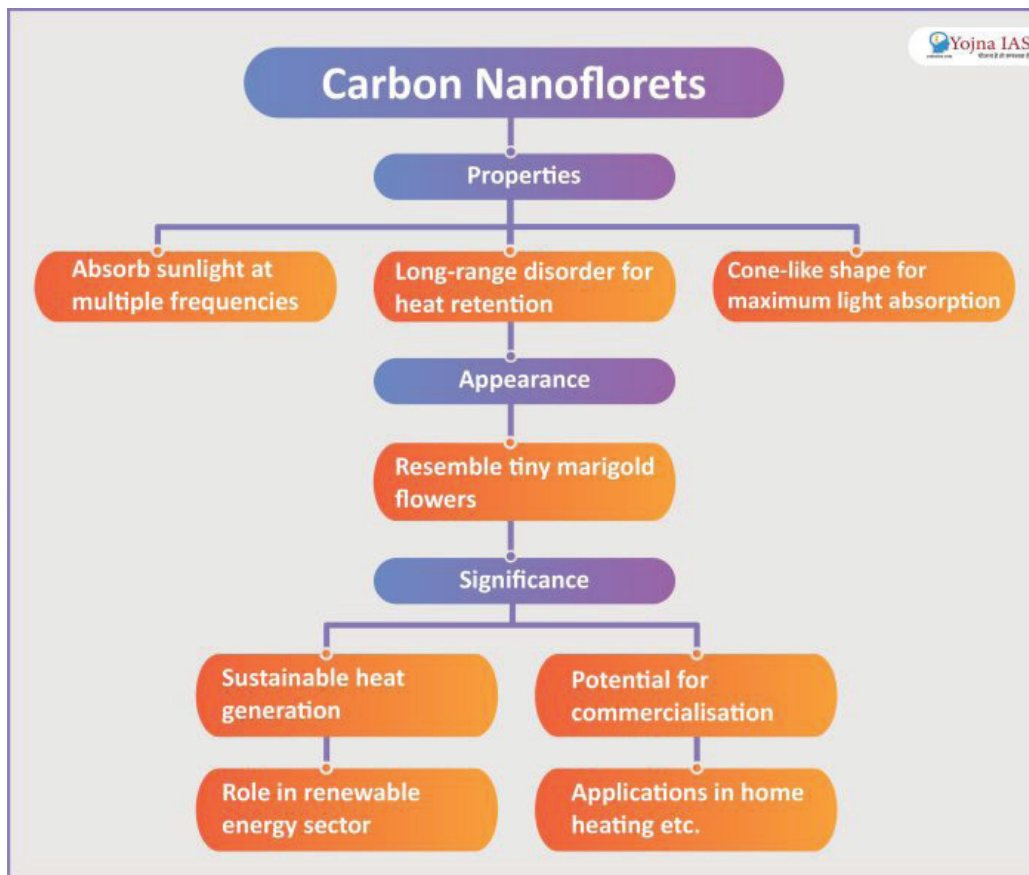 Yojna IAS
Carbon Nanoflorets
Properties
Absorb sunlight at
multiple frequencies
Long-range disorder for
heat retention
Cone-like shape for
maximum light absorption
Appearance
Resemble tiny marigold
flowers
Significance
Sustainable heat
generation
Potential for
commercialisation
Role in renewable
energy sector
Applications in home
heating etc.